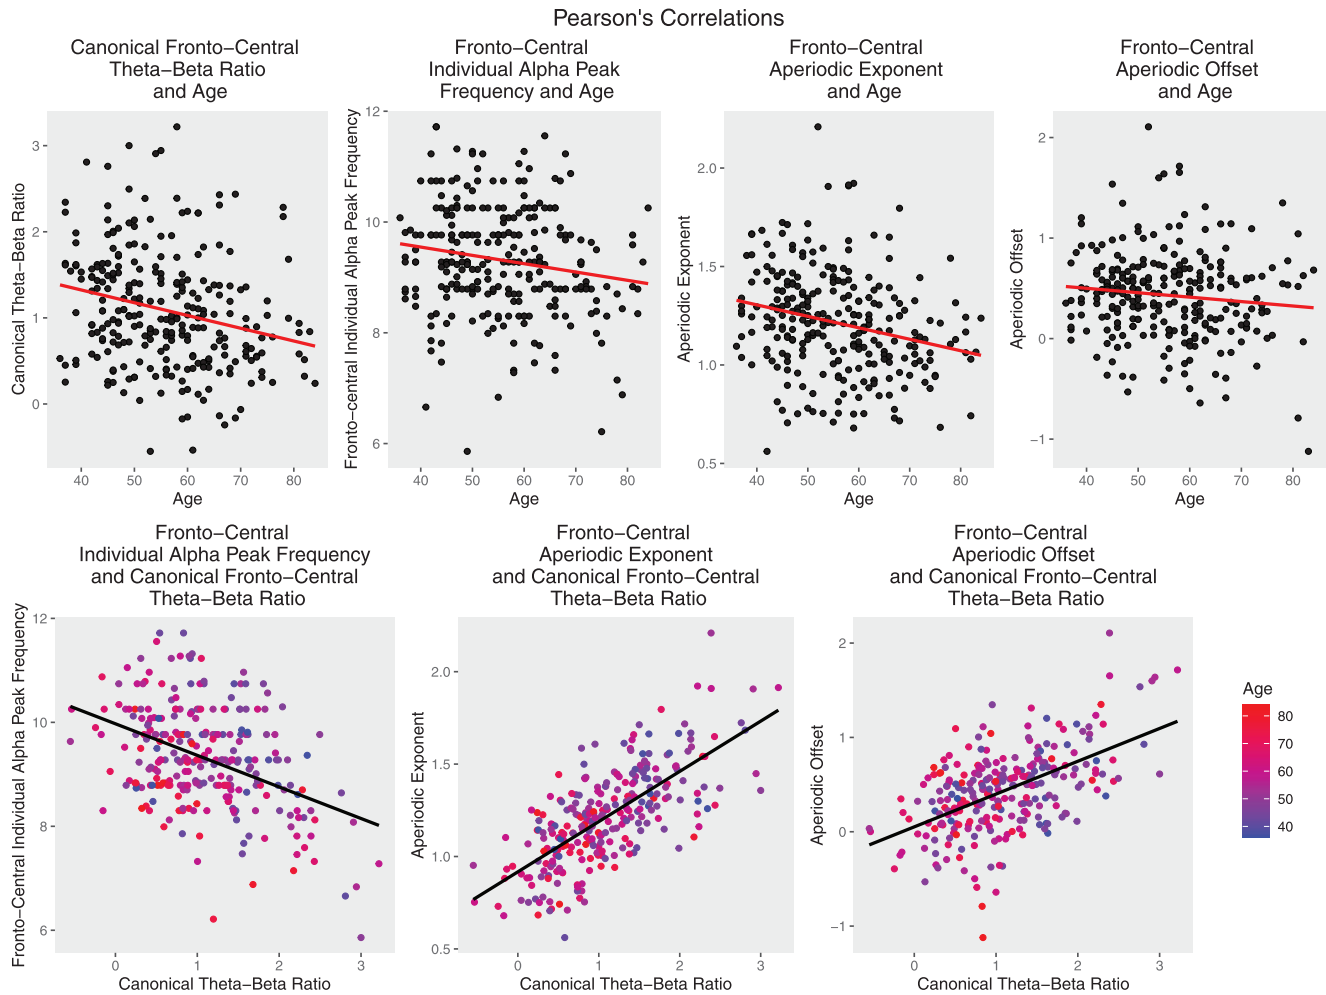 Pearson's Correlations
Canonical Fronto−Central
Theta−Beta Ratio
and Age
Fronto−Central
Individual Alpha Peak
Frequency and Age
Fronto−Central
Aperiodic Exponent
and Age
Fronto−Central
Aperiodic Offset
and Age
Canonical Theta−Beta Ratio
3
2
1
0
40 50 60 70 80
Age
Fronto−central Individual Alpha Peak Frequency
12
10
8
6
40 50 60 70 80
Age
Aperiodic Exponent
2.0
1.5
1.0
0.5
40 50 60 70 80
Age
Aperiodic Offset
2
1
0
−1
40 50 60 70 80
Age
Fronto−Central
Individual Alpha Peak Frequency
and Canonical Fronto−Central
Theta−Beta Ratio
Fronto−Central
Aperiodic Exponent
and Canonical Fronto−Central
Theta−Beta Ratio
Fronto−Central
Aperiodic Offset
and Canonical Fronto−Central
Theta−Beta Ratio
Fronto−Central Individual Alpha Peak Frequency
12
10
8
6
0 1 2 3
Canonical Theta−Beta Ratio
Aperiodic Exponent
2.0
1.5
1.0
0.5
0 1 2 3
Canonical Theta−Beta Ratio
Aperiodic Offset
2
1
0
−1
0 1 2 3
Canonical Theta−Beta Ratio
Age
80
70
60
50
40